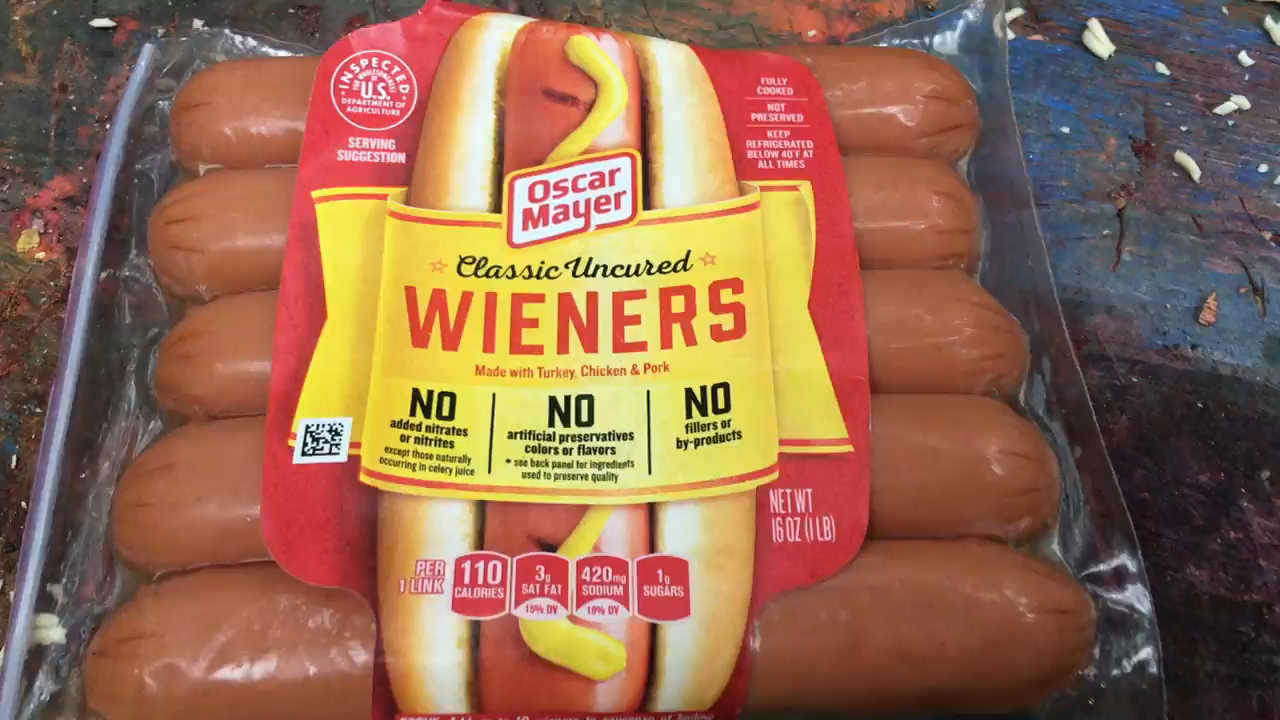 INSPECTED
FOR WHOLESOMENESS
BY
U.S.
DEPARTMENT OF
AGRICULTURE
SERVING
SUGGESTION
FULLY
COOKED
NOT
PRESERVED
KEEP
REFRIGERATED
BELOW 40°F AT
ALL TIMES
Oscar
Mayer
Classic Uncured
WIENERS
Made with Turkey, Chicken & Pork
NO
added nitrates
or nitrites
except those naturally
occurring in celery juice
NO
artificial preservatives
colors or flavors
* see back panel for ingredients
used to preserve quality
NO
fillers or
by-products
NET WT
16 OZ (1 LB)
PER
1 LINK
110
CALORIES
3g
SAT FAT
15% DV
420mg
SODIUM
18% DV
1g
SUGARS